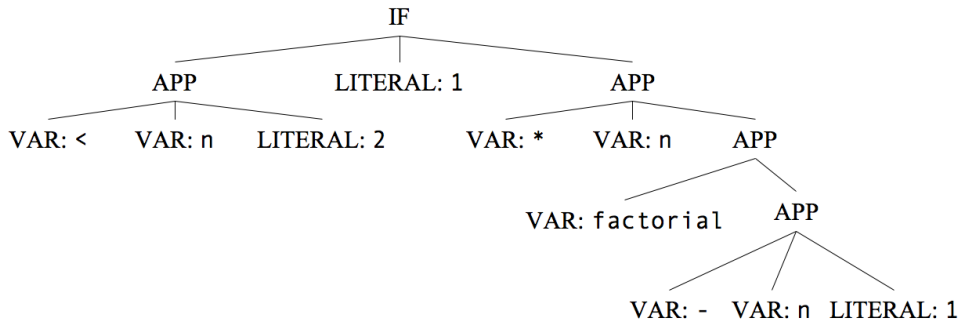 IF
APP LITERAL: 1 APP
VAR: < VAR: n LITERAL: 2 VAR: * VAR: n APP
VAR: factorial APP
VAR: - VAR: n LITERAL: 1